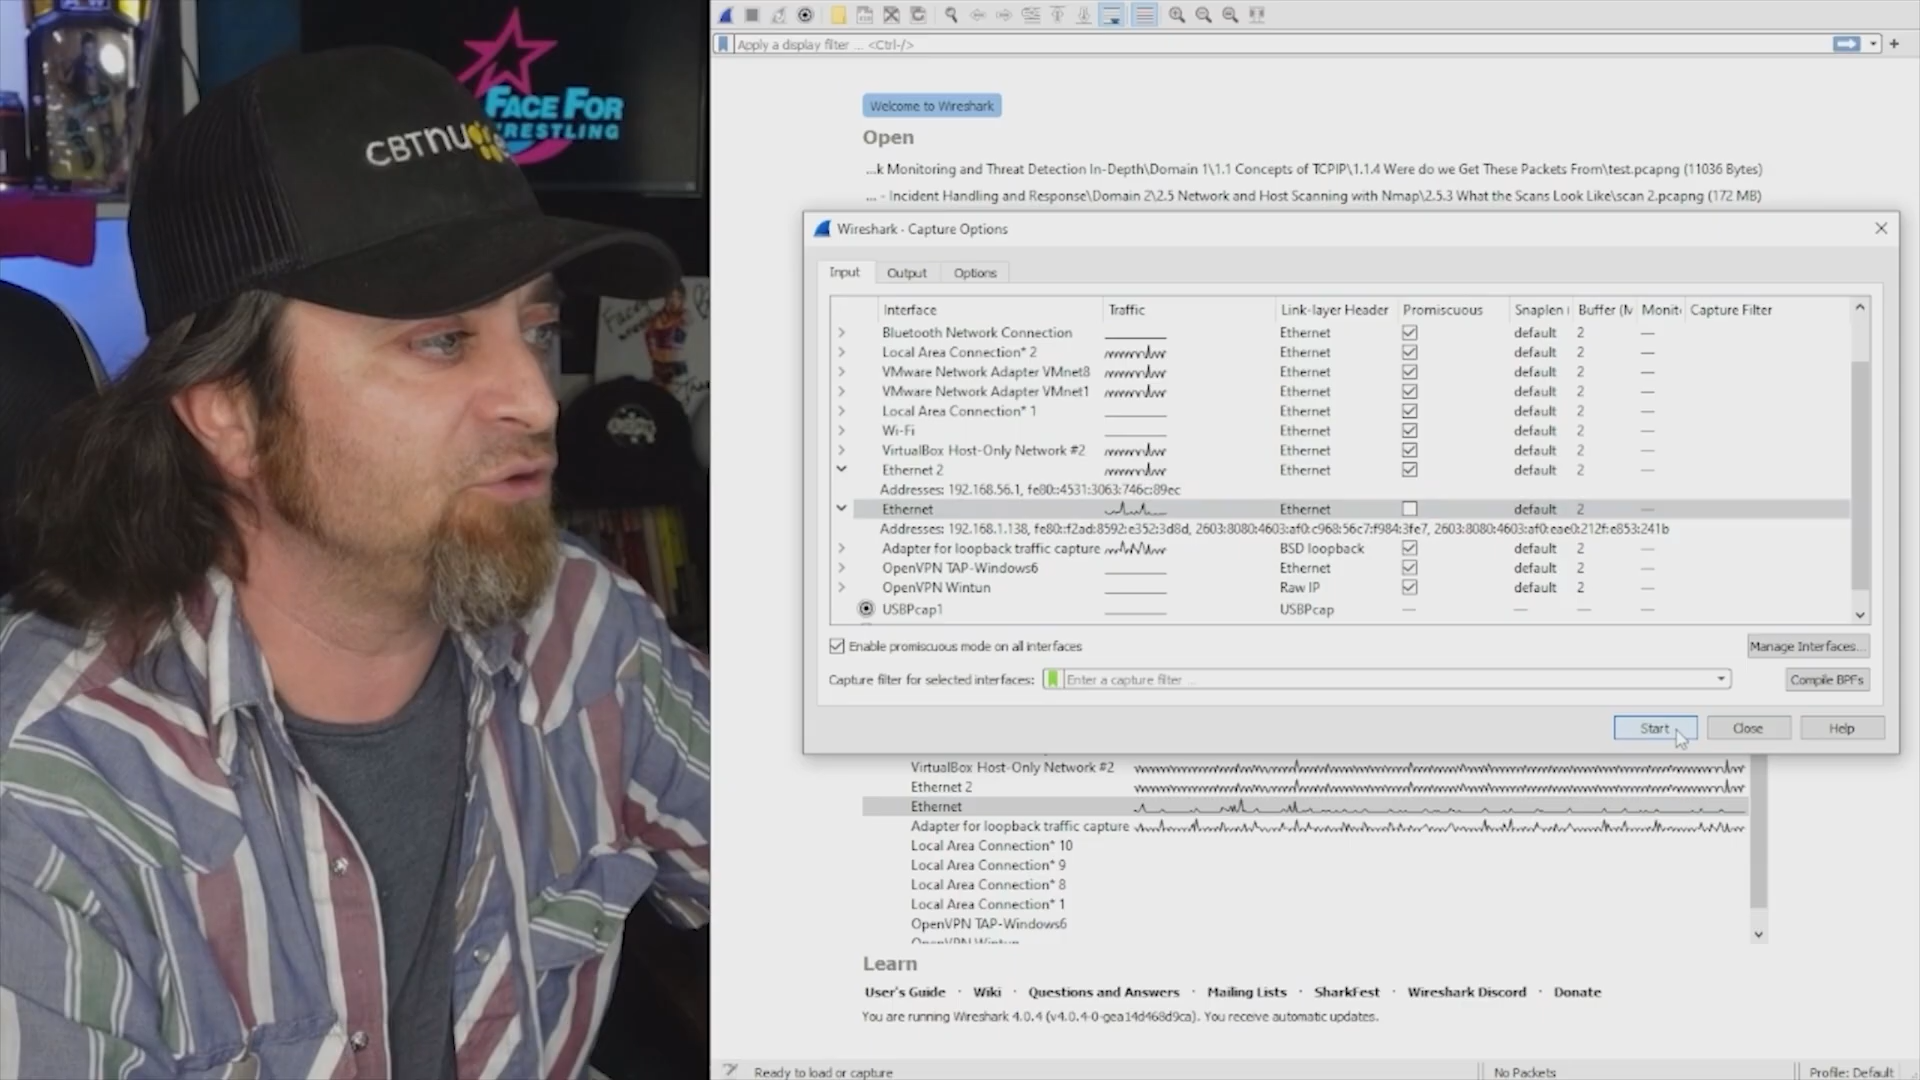 CBTnu
FACE FOR
WRESTLING
Apply a display filter ... <Ctrl-/>
Welcome to Wireshark
Open
...k Monitoring and Threat Detection In-Depth\Domain 1\1.1 Concepts of TCPIP\1.1.4 Were do we Get These Packets From\test.pcapng (11036 Bytes)
... - Incident Handling and Response\Domain 2\2.5 Network and Host Scanning with Nmap\2.5.3 What the Scans Look Like\scan 2.pcapng (172 MB)
Wireshark - Capture Options
Input Output Options
Interface Traffic Link-layer Header Promiscuous Snaplen Buffer (M Monit Capture Filter
Bluetooth Network Connection Ethernet default 2 —
Local Area Connection* 2 Ethernet default 2 —
VMware Network Adapter VMnet8 Ethernet default 2 —
VMware Network Adapter VMnet1 Ethernet default 2 —
Local Area Connection* 1 Ethernet default 2 —
Wi-Fi Ethernet default 2 —
VirtualBox Host-Only Network #2 Ethernet default 2 —
Ethernet 2 Ethernet default 2 —
Addresses: 192.168.56.1, fe80::4531:3063:746c:89ec
Ethernet Ethernet default 2 —
Addresses: 192.168.1.138, fe80::f2ad:8592:e352:3d8d, 2603:8080:4603:af0:c968:56c7:f984:3fe7, 2603:8080:4603:af0:eae0:212f:e853:241b
Adapter for loopback traffic capture BSD loopback default 2 —
OpenVPN TAP-Windows6 Ethernet default 2 —
OpenVPN Wintun Raw IP default 2 —
USBPcap1 USBPcap — — — —
Enable promiscuous mode on all interfaces
Manage Interfaces...
Capture filter for selected interfaces: Enter a capture filter ...
Compile BPFs
Start Close Help
VirtualBox Host-Only Network #2
Ethernet 2
Ethernet
Adapter for loopback traffic capture
Local Area Connection* 10
Local Area Connection* 9
Local Area Connection* 8
Local Area Connection* 1
OpenVPN TAP-Windows6
OpenVPN Wintun
Learn
User's Guide · Wiki · Questions and Answers · Mailing Lists · SharkFest · Wireshark Discord · Donate
You are running Wireshark 4.0.4 (v4.0.4-0-gea14d468d9ca). You receive automatic updates.
Ready to load or capture
No Packets
Profile: Default